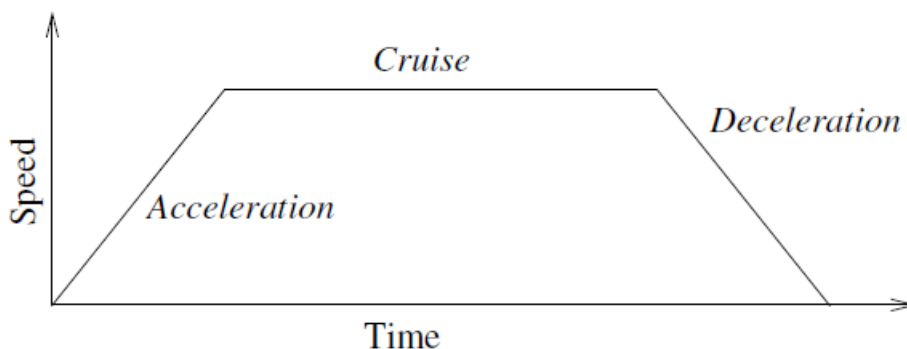 Cruise
Deceleration
Speed
Acceleration
Time